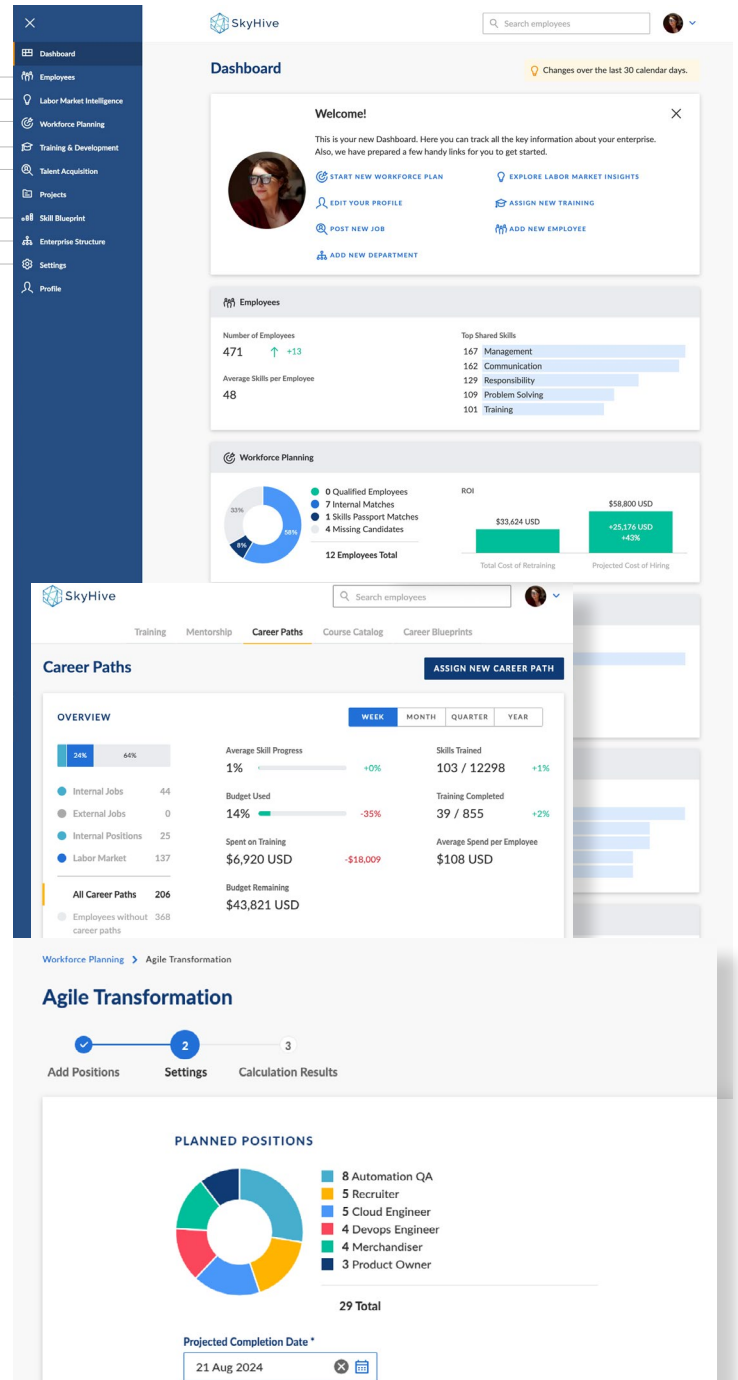 SkyHive
Search employees
Dashboard
Employees
Labor Market Intelligence
Workforce Planning
Training & Development
Talent Acquisition
Projects
Skill Blueprint
Enterprise Structure
Settings
Profile
Dashboard
Changes over the last 30 calendar days.
Welcome!
This is your new Dashboard. Here you can track all the key information about your enterprise.
Also, we have prepared a few handy links for you to get started.
START NEW WORKFORCE PLAN
EXPLORE LABOR MARKET INSIGHTS
EDIT YOUR PROFILE
ASSIGN NEW TRAINING
POST NEW JOB
ADD NEW EMPLOYEE
ADD NEW DEPARTMENT
Employees
Number of Employees
471 +13
Average Skills per Employee
48
Top Shared Skills
167 Management
162 Communication
129 Responsibility
109 Problem Solving
101 Training
Workforce Planning
33%
58%
8%
0 Qualified Employees
7 Internal Matches
1 Skills Passport Matches
4 Missing Candidates
12 Employees Total
ROI
$33,624 USD
Total Cost of Retraining
$58,800 USD
+25,176 USD
+43%
Projected Cost of Hiring
SkyHive
Search employees
Training Mentorship Career Paths Course Catalog Career Blueprints
Career Paths
ASSIGN NEW CAREER PATH
OVERVIEW
WEEK MONTH QUARTER YEAR
24% 64%
Internal Jobs 44
External Jobs 0
Internal Positions 25
Labor Market 137
All Career Paths 206
Employees without 368
career paths
Average Skill Progress
1% +0%
Budget Used
14% -35%
Spent on Training
$6,920 USD -$18,009
Budget Remaining
$43,821 USD
Skills Trained
103 / 12298 +1%
Training Completed
39 / 855 +2%
Average Spend per Employee
$108 USD
Workforce Planning > Agile Transformation
Agile Transformation
2
3
Add Positions Settings Calculation Results
PLANNED POSITIONS
8 Automation QA
5 Recruiter
5 Cloud Engineer
4 Devops Engineer
4 Merchandiser
3 Product Owner
29 Total
Projected Completion Date *
21 Aug 2024